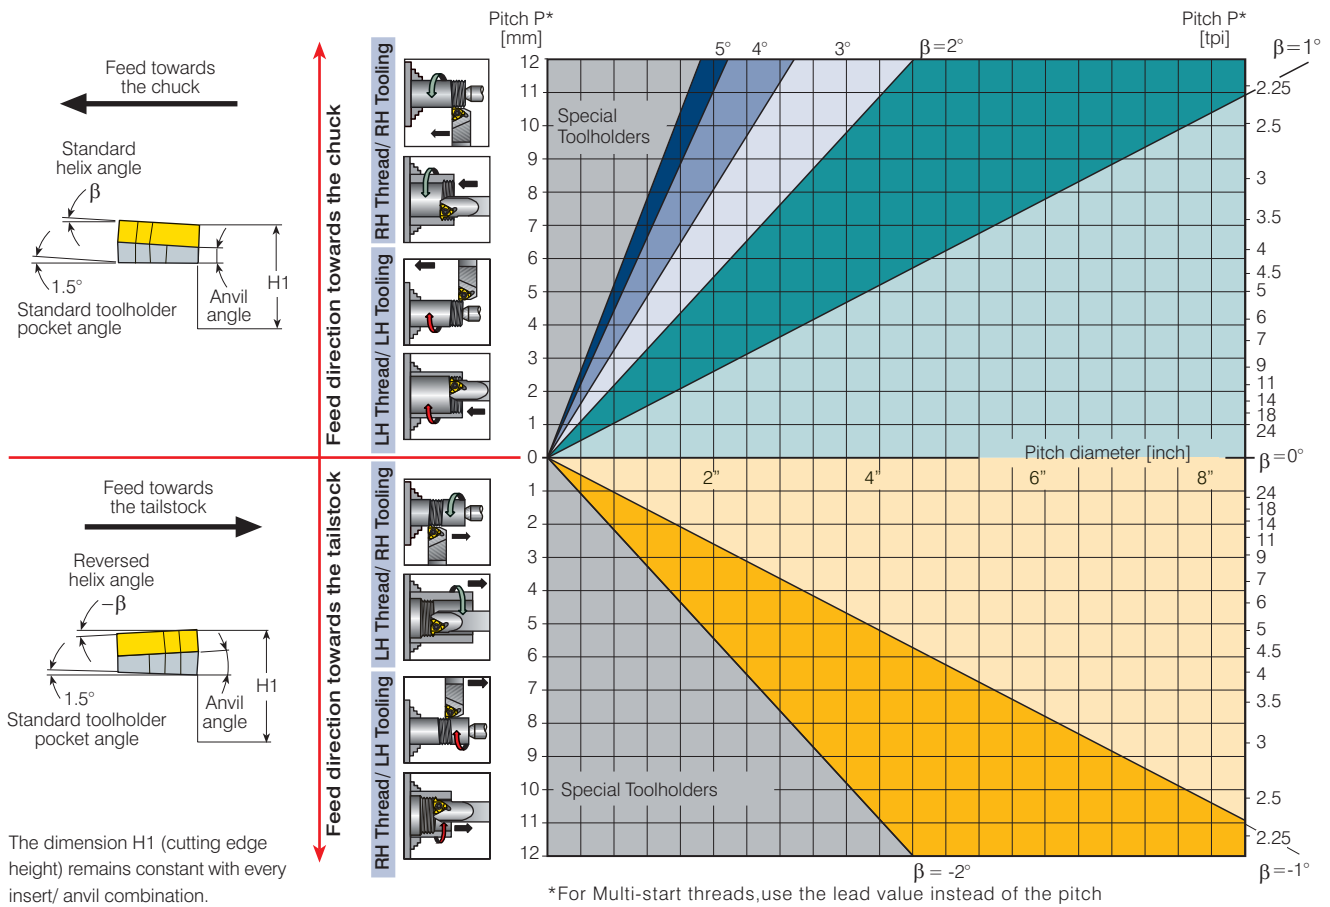 Feed towards
the chuck
Standard
helix angle
β
1.5°
Standard toolholder
pocket angle
Anvil
angle
H1
Feed towards
the tailstock
Reversed
helix angle
–β
1.5°
Standard toolholder
pocket angle
Anvil
angle
H1
The dimension H1 (cutting edge
height) remains constant with every
insert/ anvil combination.
Feed direction towards the chuck
Feed direction towards the tailstock
RH Thread/ RH Tooling
LH Thread/ LH Tooling
LH Thread/ RH Tooling
RH Thread/ LH Tooling
Pitch P*
[mm]
5°
4°
3°
β=2°
Pitch P*
[tpi]
β=1°
12
11
10
9
8
7
6
5
4
3
2
1
0
1
2
3
4
5
6
7
8
9
10
11
12
Special
Toolholders
Pitch diameter [inch]
2"
4"
6"
8"
Special Toolholders
2.25
2.5
3
3.5
4
4.5
5
6
7
9
11
14
18
24
β=0°
24
18
14
11
9
7
6
5
4.5
4
3.5
3
2.5
2.25
β = -2°
β=-1°
*For Multi-start threads,use the lead value instead of the pitch